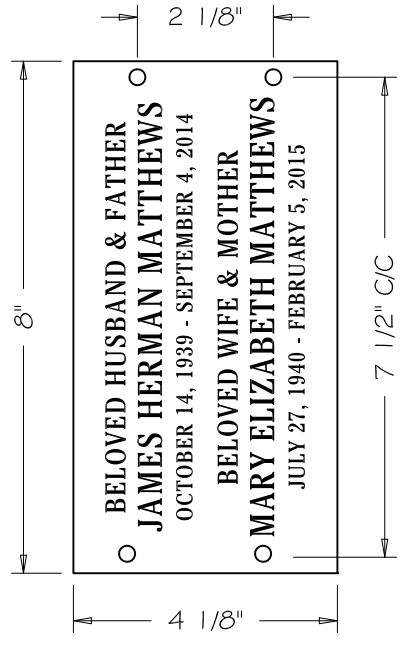 2 1/8"
8"
BELOVED HUSBAND & FATHER
JAMES HERMAN MATTHEWS
OCTOBER 14, 1939 - SEPTEMBER 4, 2014
BELOVED WIFE & MOTHER
MARY ELIZABETH MATTHEWS
JULY 27, 1940 - FEBRUARY 5, 2015
7 1/2" C/C
4 1/8"